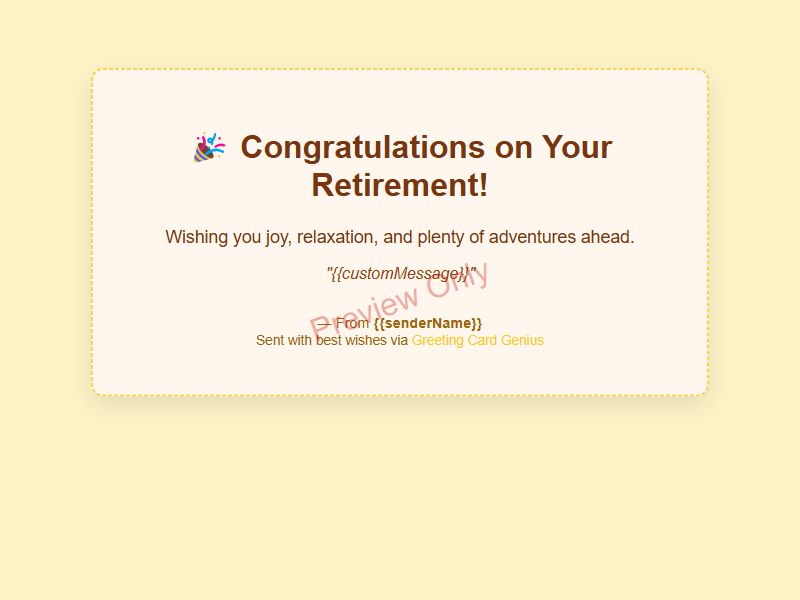 🎉 Congratulations on Your
Retirement!
Wishing you joy, relaxation, and plenty of adventures ahead.
"{{customMessage}}"
Preview Only
— From {{senderName}}
Sent with best wishes via Greeting Card Genius